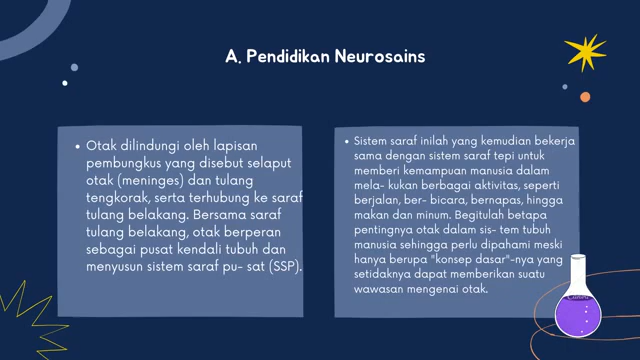 A. Pendidikan Neurosains
• Otak dilindungi oleh lapisan
pembungkus yang disebut selaput
otak (meninges) dan tulang
tengkorak, serta terhubung ke saraf
tulang belakang. Bersama saraf
tulang belakang, otak berperan
sebagai pusat kendali tubuh dan
menyusun sistem saraf pu- sat (SSP).
• Sistem saraf inilah yang kemudian bekerja
sama dengan sistem saraf tepi untuk
memberi kemampuan manusia dalam
mela- kukan berbagai aktivitas, seperti
berjalan, ber- bicara, bernapas, hingga
makan dan minum. Begitulah betapa
pentingnya otak dalam sis- tem tubuh
manusia sehingga perlu dipahami meski
hanya berupa "konsep dasar"-nya yang
setidaknya dapat memberikan suatu
wawasan mengenai otak.